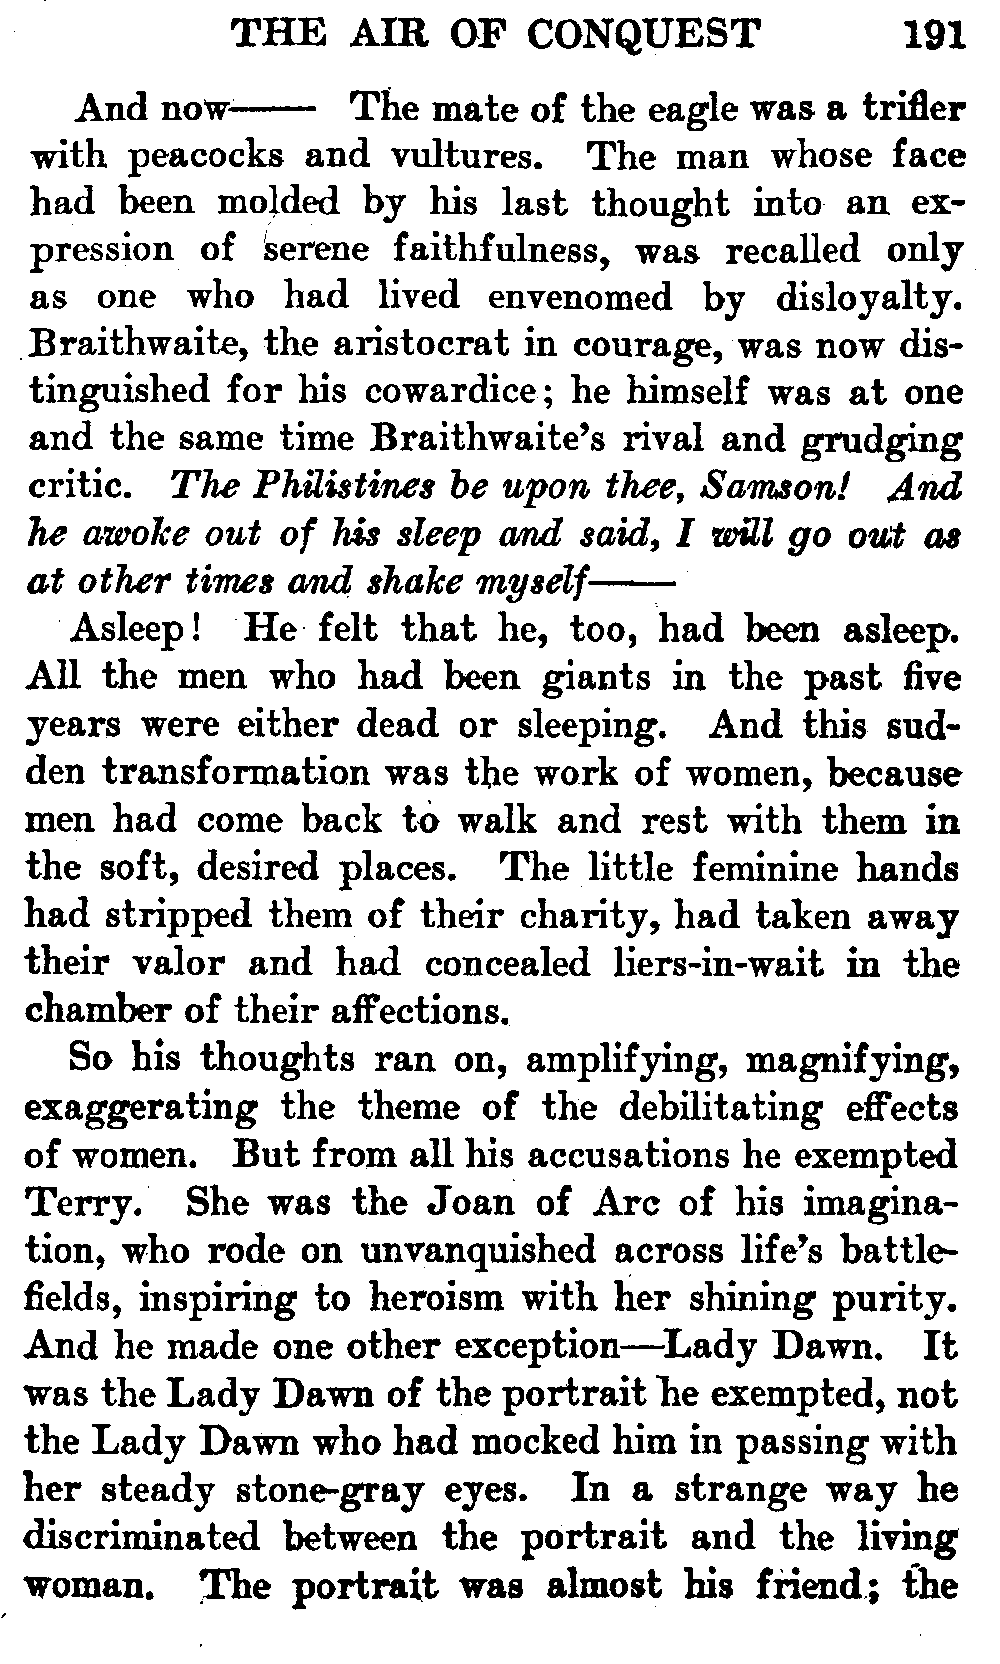 THE AIR OF CONQUEST 191
And now—— The mate of the eagle was a trifler
with peacocks and vultures. The man whose face
had been molded by his last thought into an ex-
pression of serene faithfulness, was recalled only
as one who had lived envenomed by disloyalty.
Braithwaite, the aristocrat in courage, was now dis-
tinguished for his cowardice; he himself was at one
and the same time Braithwaite's rival and grudging
critic. The Philistines be upon thee, Samson! And
he awoke out of his sleep and said, I will go out as
at other times and shake myself——
Asleep! He felt that he, too, had been asleep.
All the men who had been giants in the past five
years were either dead or sleeping. And this sud-
den transformation was the work of women, because
men had come back to walk and rest with them in
the soft, desired places. The little feminine hands
had stripped them of their charity, had taken away
their valor and had concealed liers-in-wait in the
chamber of their affections.
So his thoughts ran on, amplifying, magnifying,
exaggerating the theme of the debilitating effects
of women. But from all his accusations he exempted
Terry. She was the Joan of Arc of his imagina-
tion, who rode on unvanquished across life's battle-
fields, inspiring to heroism with her shining purity.
And he made one other exception—Lady Dawn. It
was the Lady Dawn of the portrait he exempted, not
the Lady Dawn who had mocked him in passing with
her steady stone-gray eyes. In a strange way he
discriminated between the portrait and the living
woman. The portrait was almost his friend; the